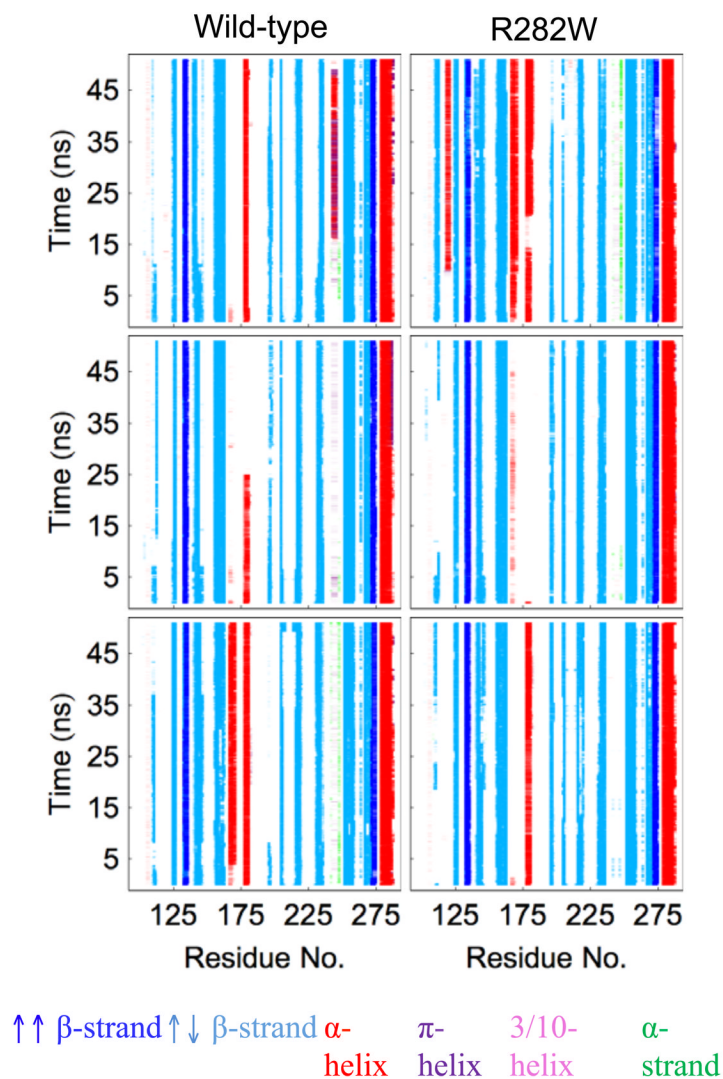 Wild-type R282W
45
35
25
15
5
Time (ns)
45
35
25
15
5
Time (ns)
45
35
25
15
5
Time (ns)
125 175 225 275 125 175 225 275
Residue No. Residue No.
↑↑ β-strand ↑↓ β-strand α- π- 3/10- α-
helix helix helix strand